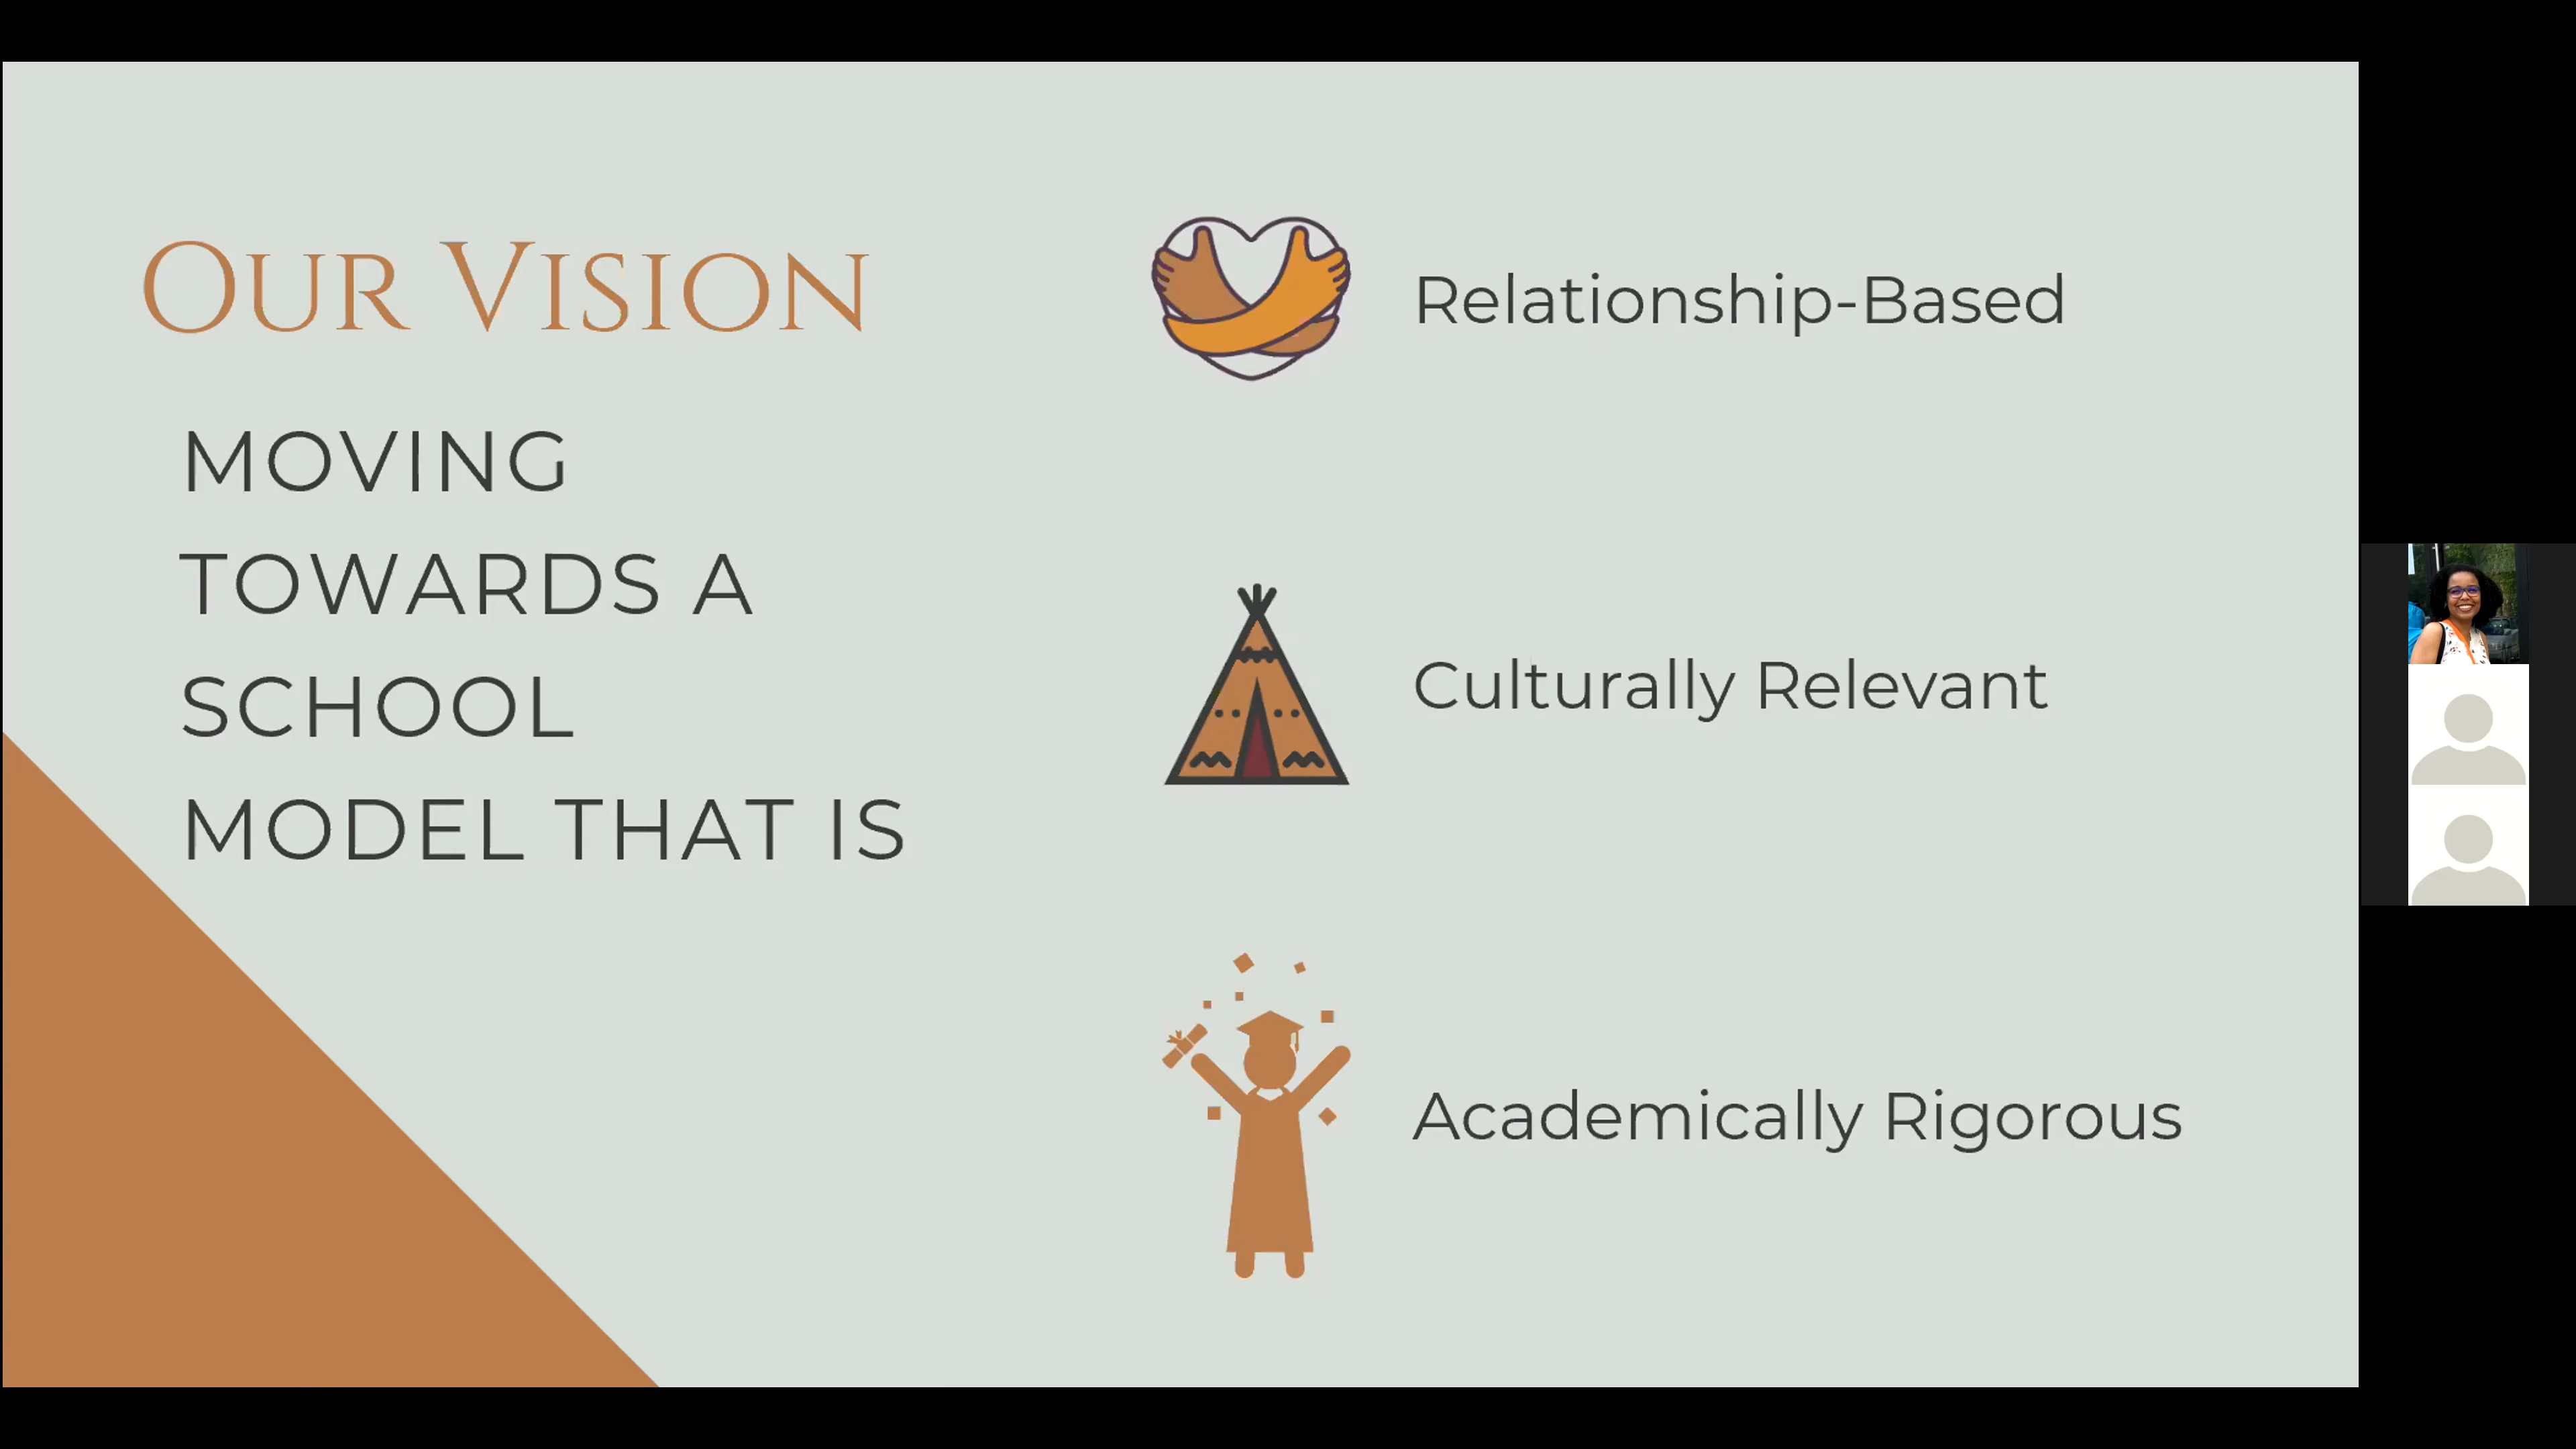 OUR VISION
MOVING
TOWARDS A
SCHOOL
MODEL THAT IS
Relationship-Based
Culturally Relevant
Academically Rigorous